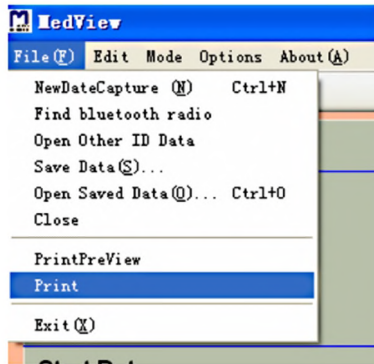 MedView
File(F) Edit Mode Options About(A)
NewDateCapture (N) Ctrl+N
Find bluetooth radio
Open Other ID Data
Save Data(S)...
Open Saved Data(O)... Ctrl+O
Close
PrintPreView
Print
Exit(X)